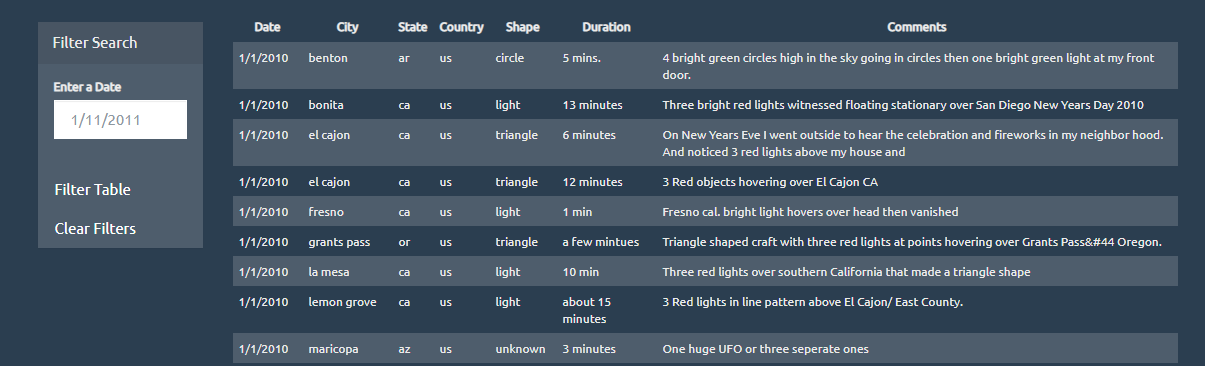 Filter Search
Enter a Date
1/11/2011
Filter Table
Clear Filters
Date City State Country Shape Duration Comments
1/1/2010 benton ar us circle 5 mins. 4 bright green circles high in the sky going in circles then one bright green light at my front
door.
1/1/2010 bonita ca us light 13 minutes Three bright red lights witnessed floating stationary over San Diego New Years Day 2010
1/1/2010 el cajon ca us triangle 6 minutes On New Years Eve I went outside to hear the celebration and fireworks in my neighbor hood.
And noticed 3 red lights above my house and
1/1/2010 el cajon ca us triangle 12 minutes 3 Red objects hovering over El Cajon CA
1/1/2010 fresno ca us light 1 min Fresno cal. bright light hovers over head then vanished
1/1/2010 grants pass or us triangle a few mintues Triangle shaped craft with three red lights at points hovering over Grants Pass&#44 Oregon.
1/1/2010 la mesa ca us light 10 min Three red lights over southern California that made a triangle shape
1/1/2010 lemon grove ca us light about 15 3 Red lights in line pattern above El Cajon/ East County.
minutes
1/1/2010 maricopa az us unknown 3 minutes One huge UFO or three seperate ones